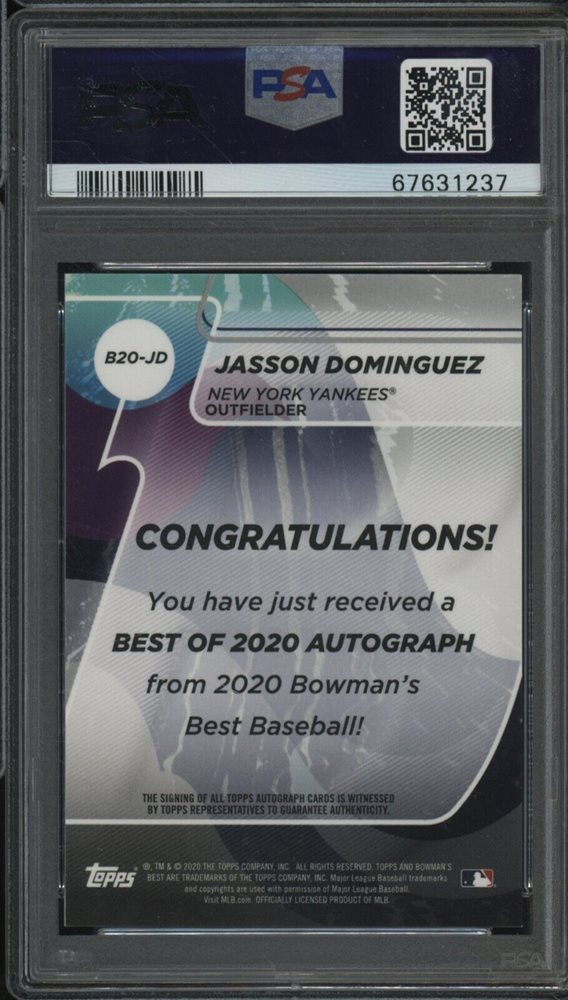 PSA
PSA
67631237
B20-JD
JASSON DOMINGUEZ
NEW YORK YANKEES®
OUTFIELDER
CONGRATULATIONS!
You have just received a
BEST OF 2020 AUTOGRAPH
from 2020 Bowman's
Best Baseball!
THE SIGNING OF ALL TOPPS AUTOGRAPH CARDS IS WITNESSED
BY TOPPS REPRESENTATIVES TO GUARANTEE AUTHENTICITY.
topps
®, TM & © 2020 THE TOPPS COMPANY, INC. ALL RIGHTS RESERVED. TOPPS AND BOWMAN'S
BEST ARE TRADEMARKS OF THE TOPPS COMPANY, INC. Major League Baseball trademarks
and copyrights are used with permission of Major League Baseball.
Visit MLB.com. OFFICIALLY LICENSED PRODUCT OF MLB.
PSA